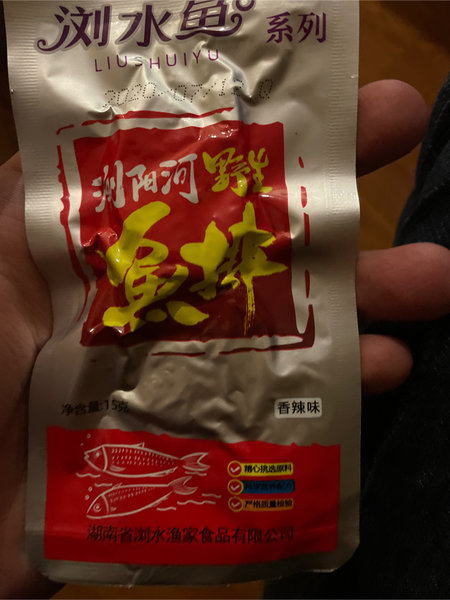 浏水鱼 系列
LIUSHUIYU
浏阳河 野生
鱼排
净含量:15克
香辣味
精心挑选原料
严格质量检验
湖南省浏水渔家食品有限公司